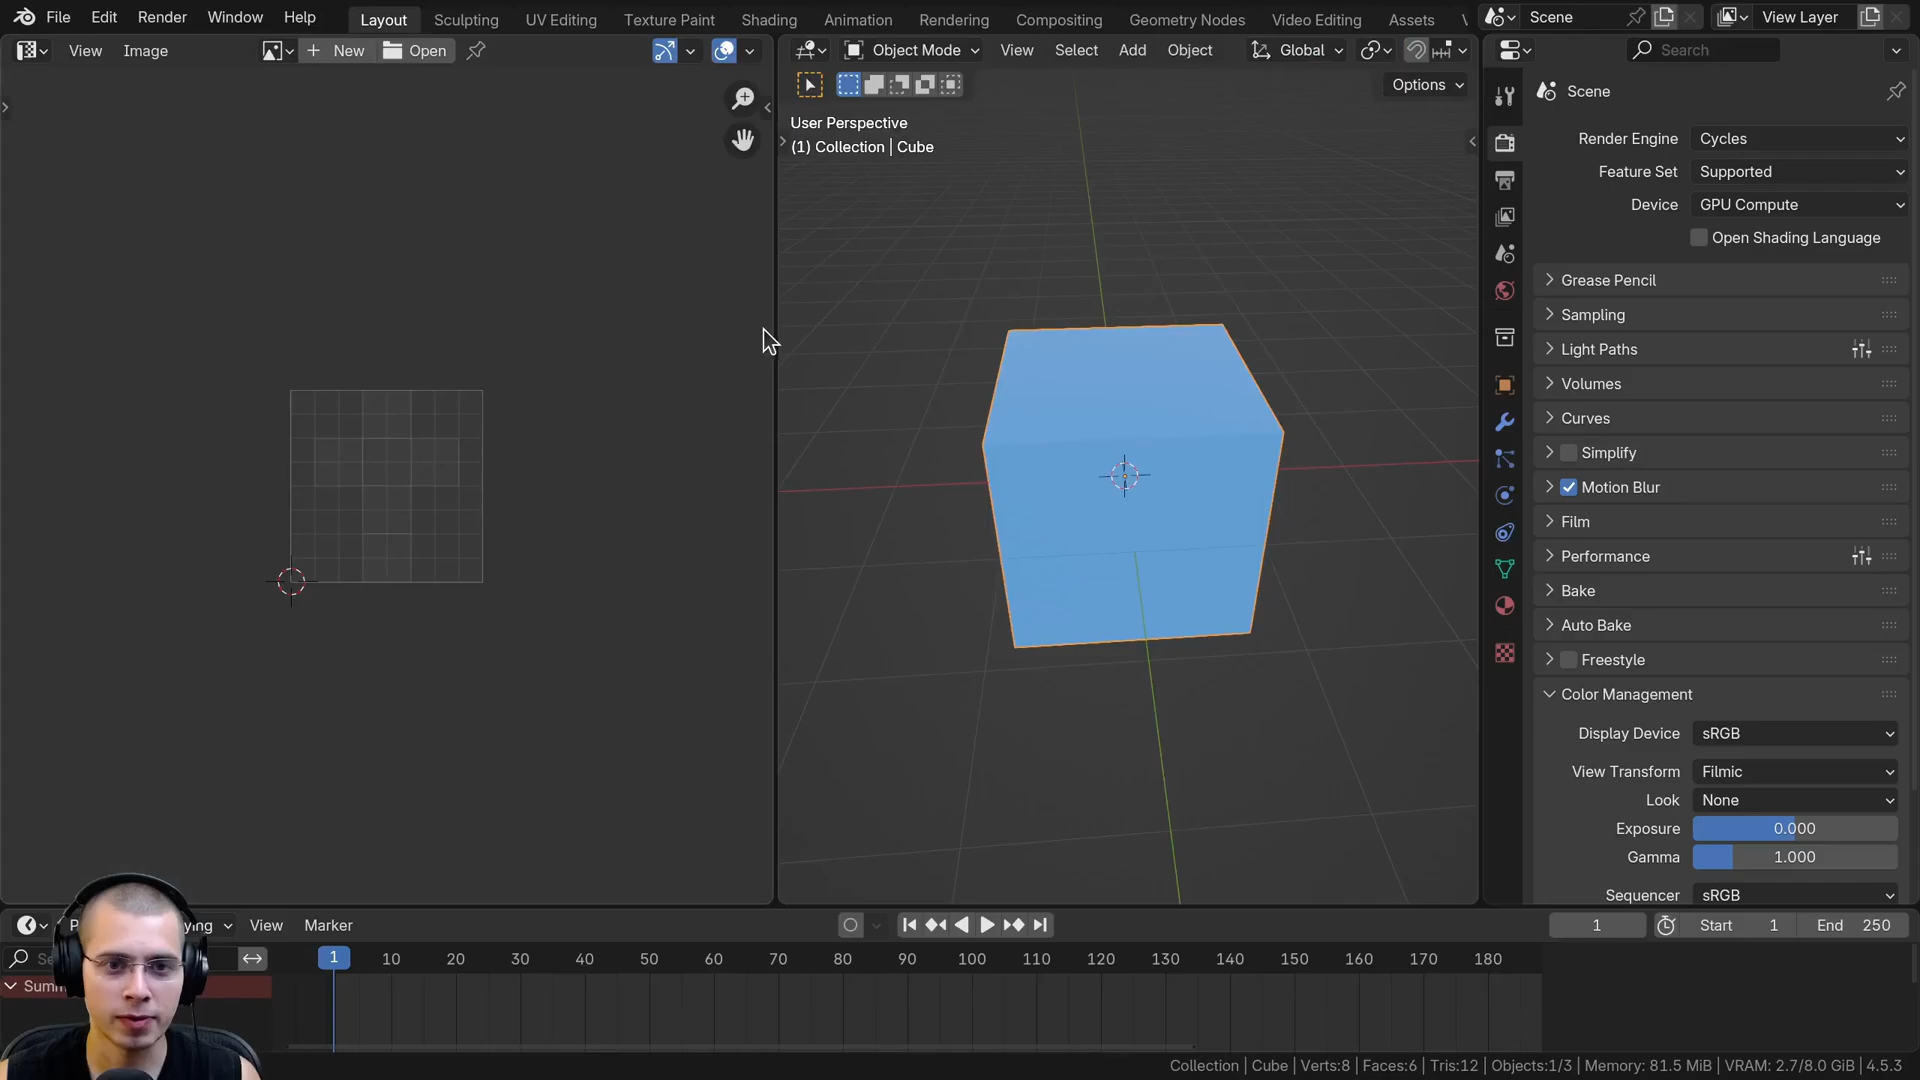 File Edit Render Window Help Layout Sculpting UV Editing Texture Paint Shading Animation Rendering Compositing Geometry Nodes Video Editing Assets Scene View Layer
View Image New Open
Object Mode View Select Add Object Global
Options
User Perspective
(1) Collection | Cube
Search
Scene
Render Engine Cycles
Feature Set Supported
Device GPU Compute
Open Shading Language
Grease Pencil
Sampling
Light Paths
Volumes
Curves
Simplify
Motion Blur
Film
Performance
Bake
Auto Bake
Freestyle
Color Management
Display Device sRGB
View Transform Filmic
Look None
Exposure 0.000
Gamma 1.000
Sequencer sRGB
View Marker 1 Start 1 End 250
1 10 20 30 40 50 60 70 80 90 100 110 120 130 140 150 160 170 180
Collection | Cube | Verts:8 | Faces:6 | Tris:12 | Objects:1/3 | Memory: 81.5 MiB | VRAM: 2.7/8.0 GiB | 4.5.3